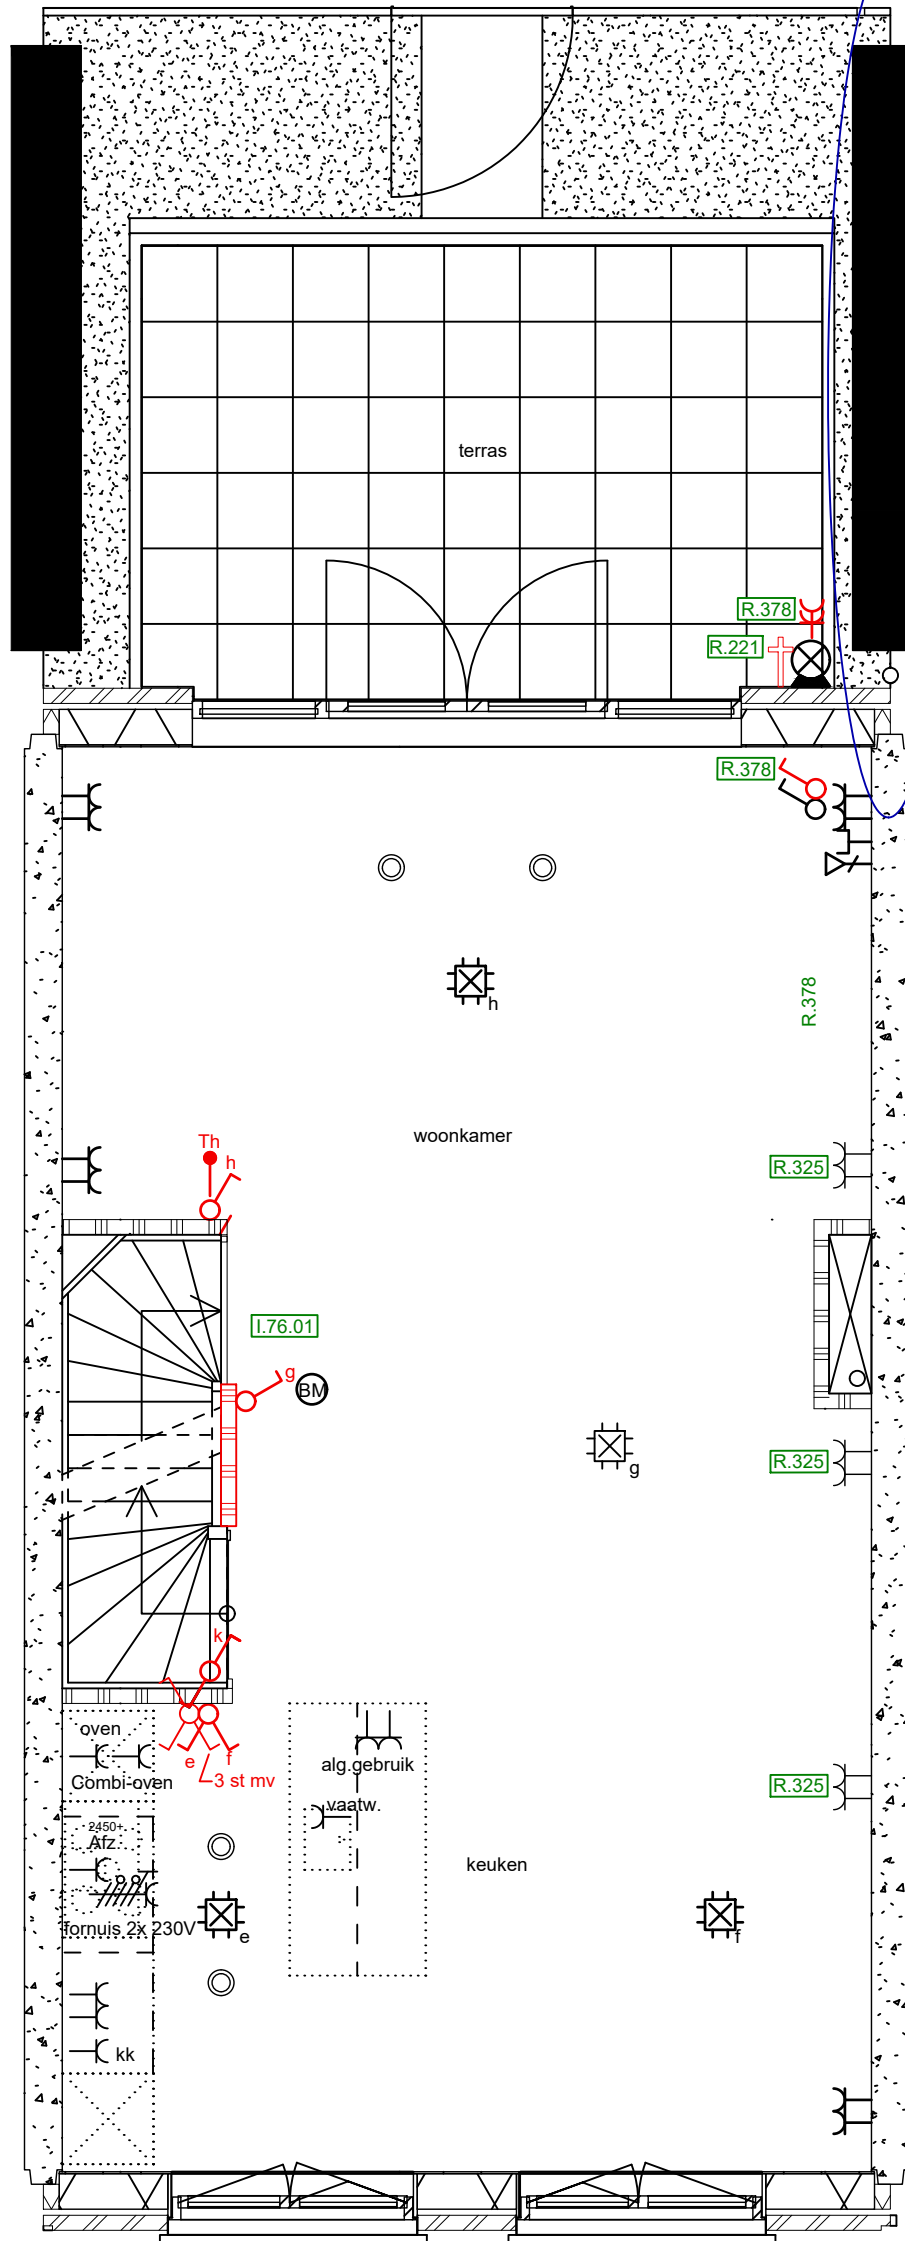 terras
R.378
R.221
R.378
h
R.378
woonkamer
Th
h
R.325
I.76.01
g
BM
g
R.325
k
oven
e
f
3 st mv
Combi-oven
alg.gebruik
R.325
vaatw.
2450+
Afz
keuken
fornuis 2x 230V
e
f
kk